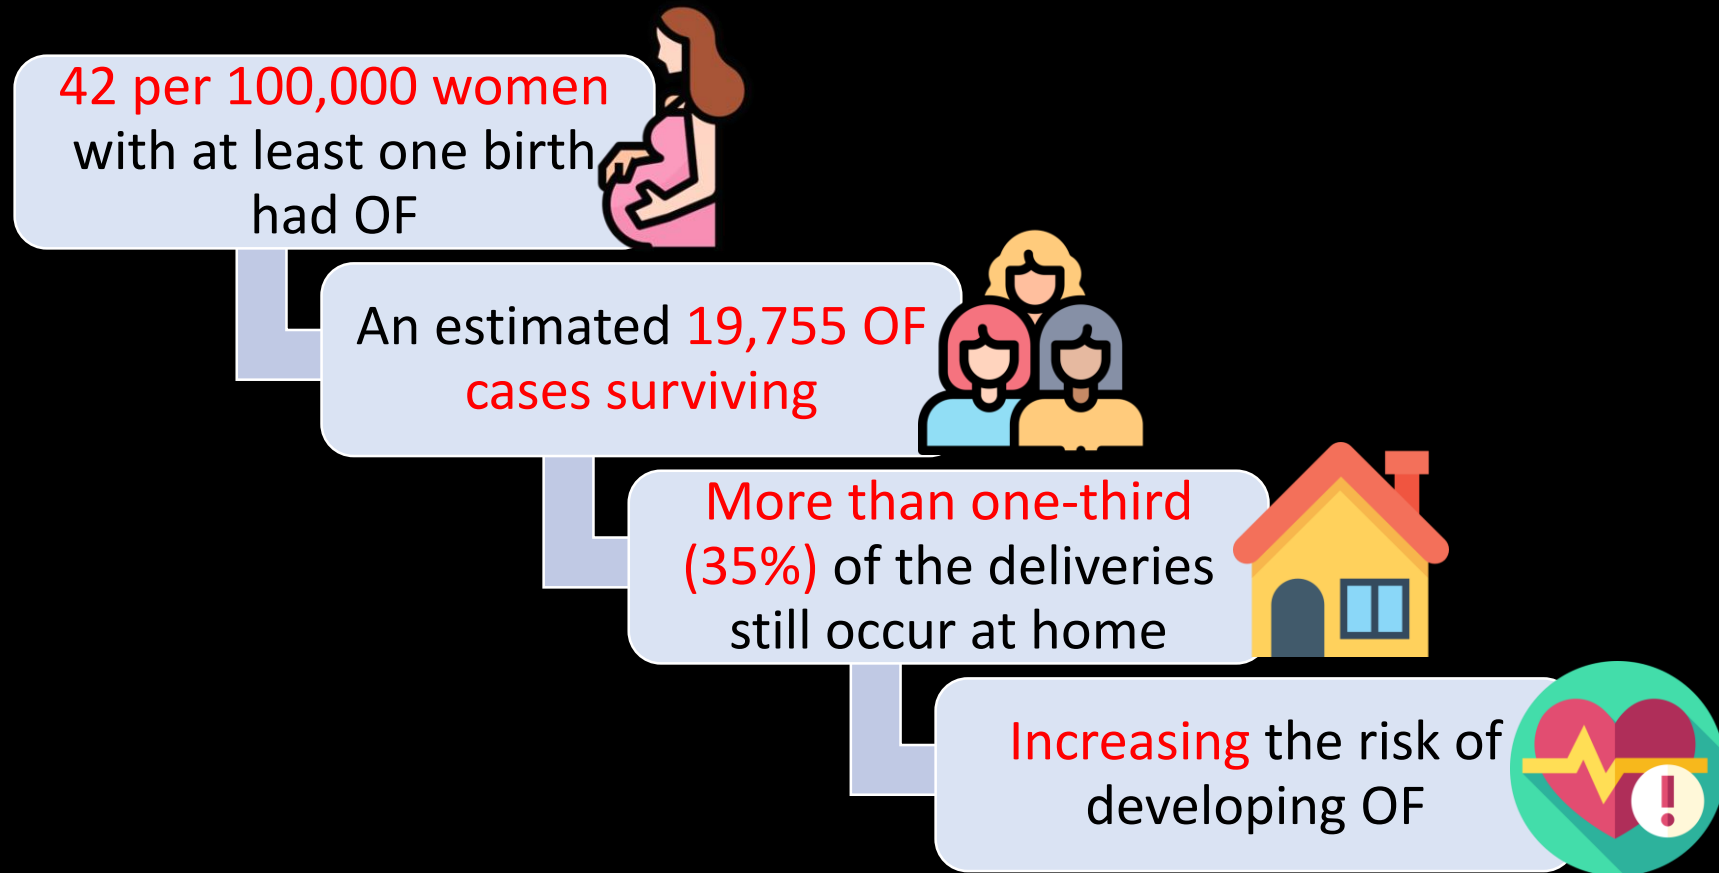 42 per 100,000 women
with at least one birth
had OF
An estimated 19,755 OF
cases surviving
More than one-third
(35%) of the deliveries
still occur at home
Increasing the risk of
developing OF